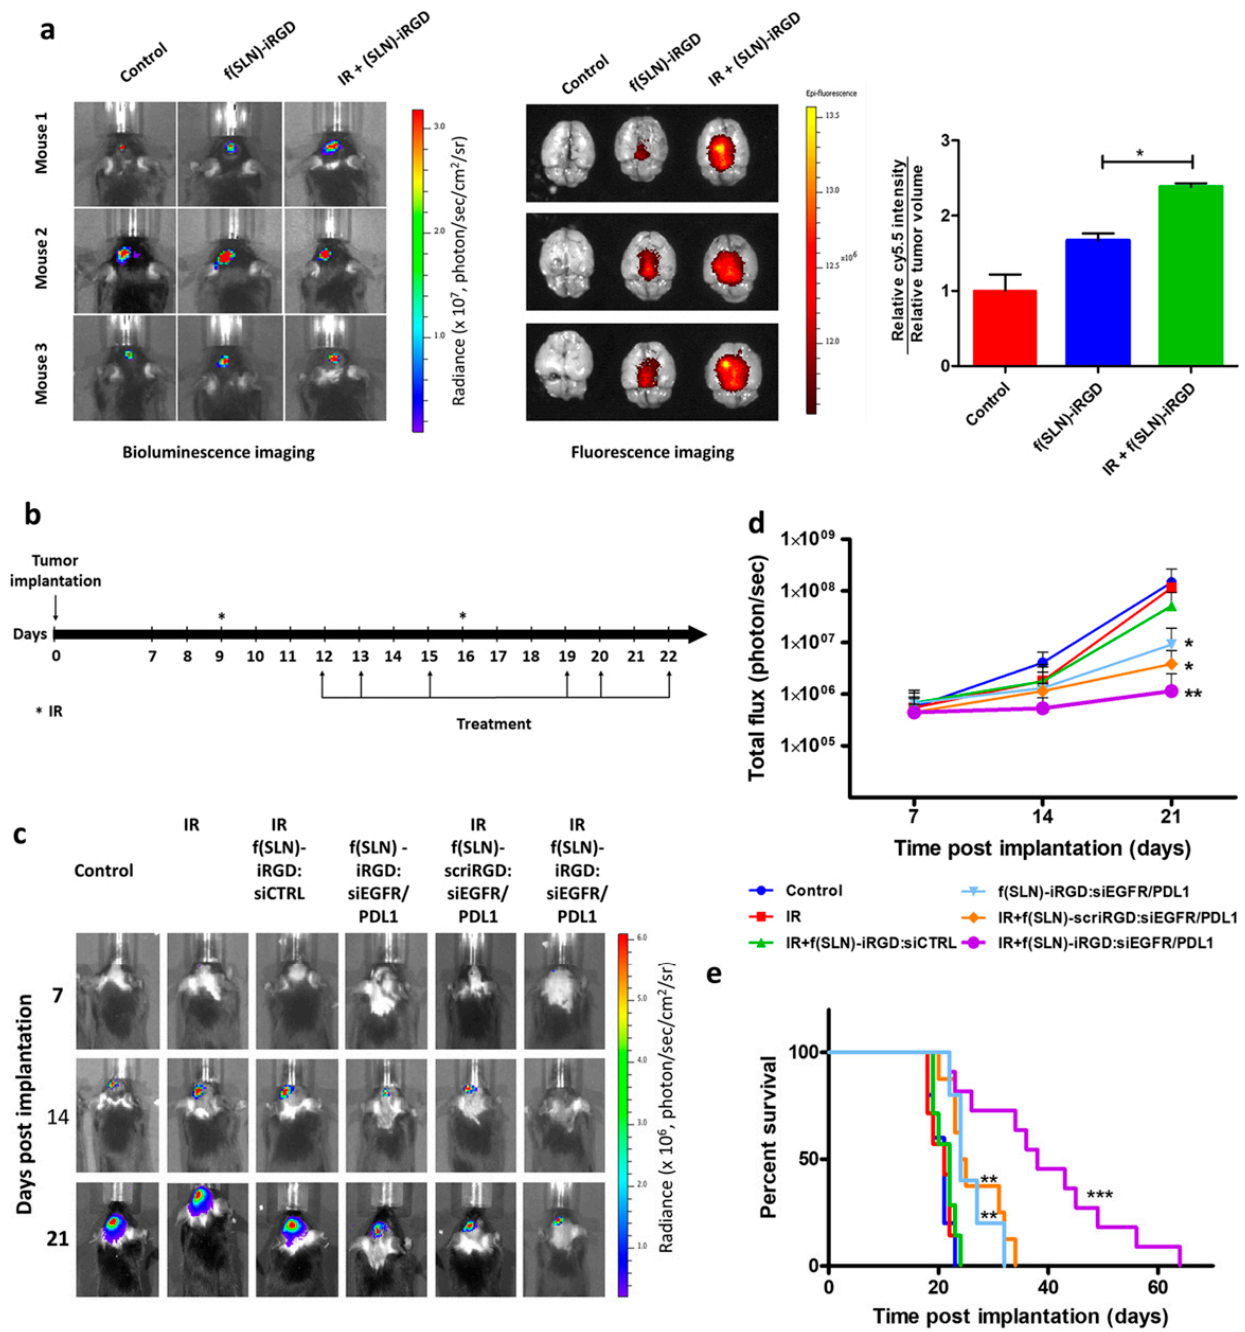 a
Control
f(SLN)-iRGD
IR + (SLN)-iRGD
Mouse 1
Mouse 2
Mouse 3
3.0
2.0
1.0
Radiance (x 10⁷, photon/sec/cm²/sr)
Bioluminescence imaging
Control
f(SLN)-iRGD
IR + (SLN)-iRGD
Epi-fluorescence
13.5
13.0
12.5
x10⁶
12.0
Fluorescence imaging
Relative cy5.5 intensity
Relative tumor volume
3
2
1
0
*
Control
f(SLN)-iRGD
IR + f(SLN)-iRGD
b
Tumor
implantation
* *
Days
0 7 8 9 10 11 12 13 14 15 16 17 18 19 20 21 22
* IR
Treatment
c
Control
IR
IR
f(SLN)-
iRGD:
siCTRL
f(SLN) -
iRGD:
siEGFR/
PDL1
IR
f(SLN)-
scriRGD:
siEGFR/
PDL1
IR
f(SLN)-
iRGD:
siEGFR/
PDL1
Days post implantation
7
14
21
6.0
5.0
4.0
3.0
2.0
1.0
Radiance (x 10⁶, photon/sec/cm²/sr)
d
Total flux (photon/sec)
1×10⁰⁹
1×10⁰⁸
1×10⁰⁷
1×10⁰⁶
1×10⁰⁵
*
*
**
7 14 21
Time post implantation (days)
Control
IR
IR+f(SLN)-iRGD:siCTRL
f(SLN)-iRGD:siEGFR/PDL1
IR+f(SLN)-scriRGD:siEGFR/PDL1
IR+f(SLN)-iRGD:siEGFR/PDL1
e
Percent survival
100
50
0
**
**
***
0 20 40 60
Time post implantation (days)